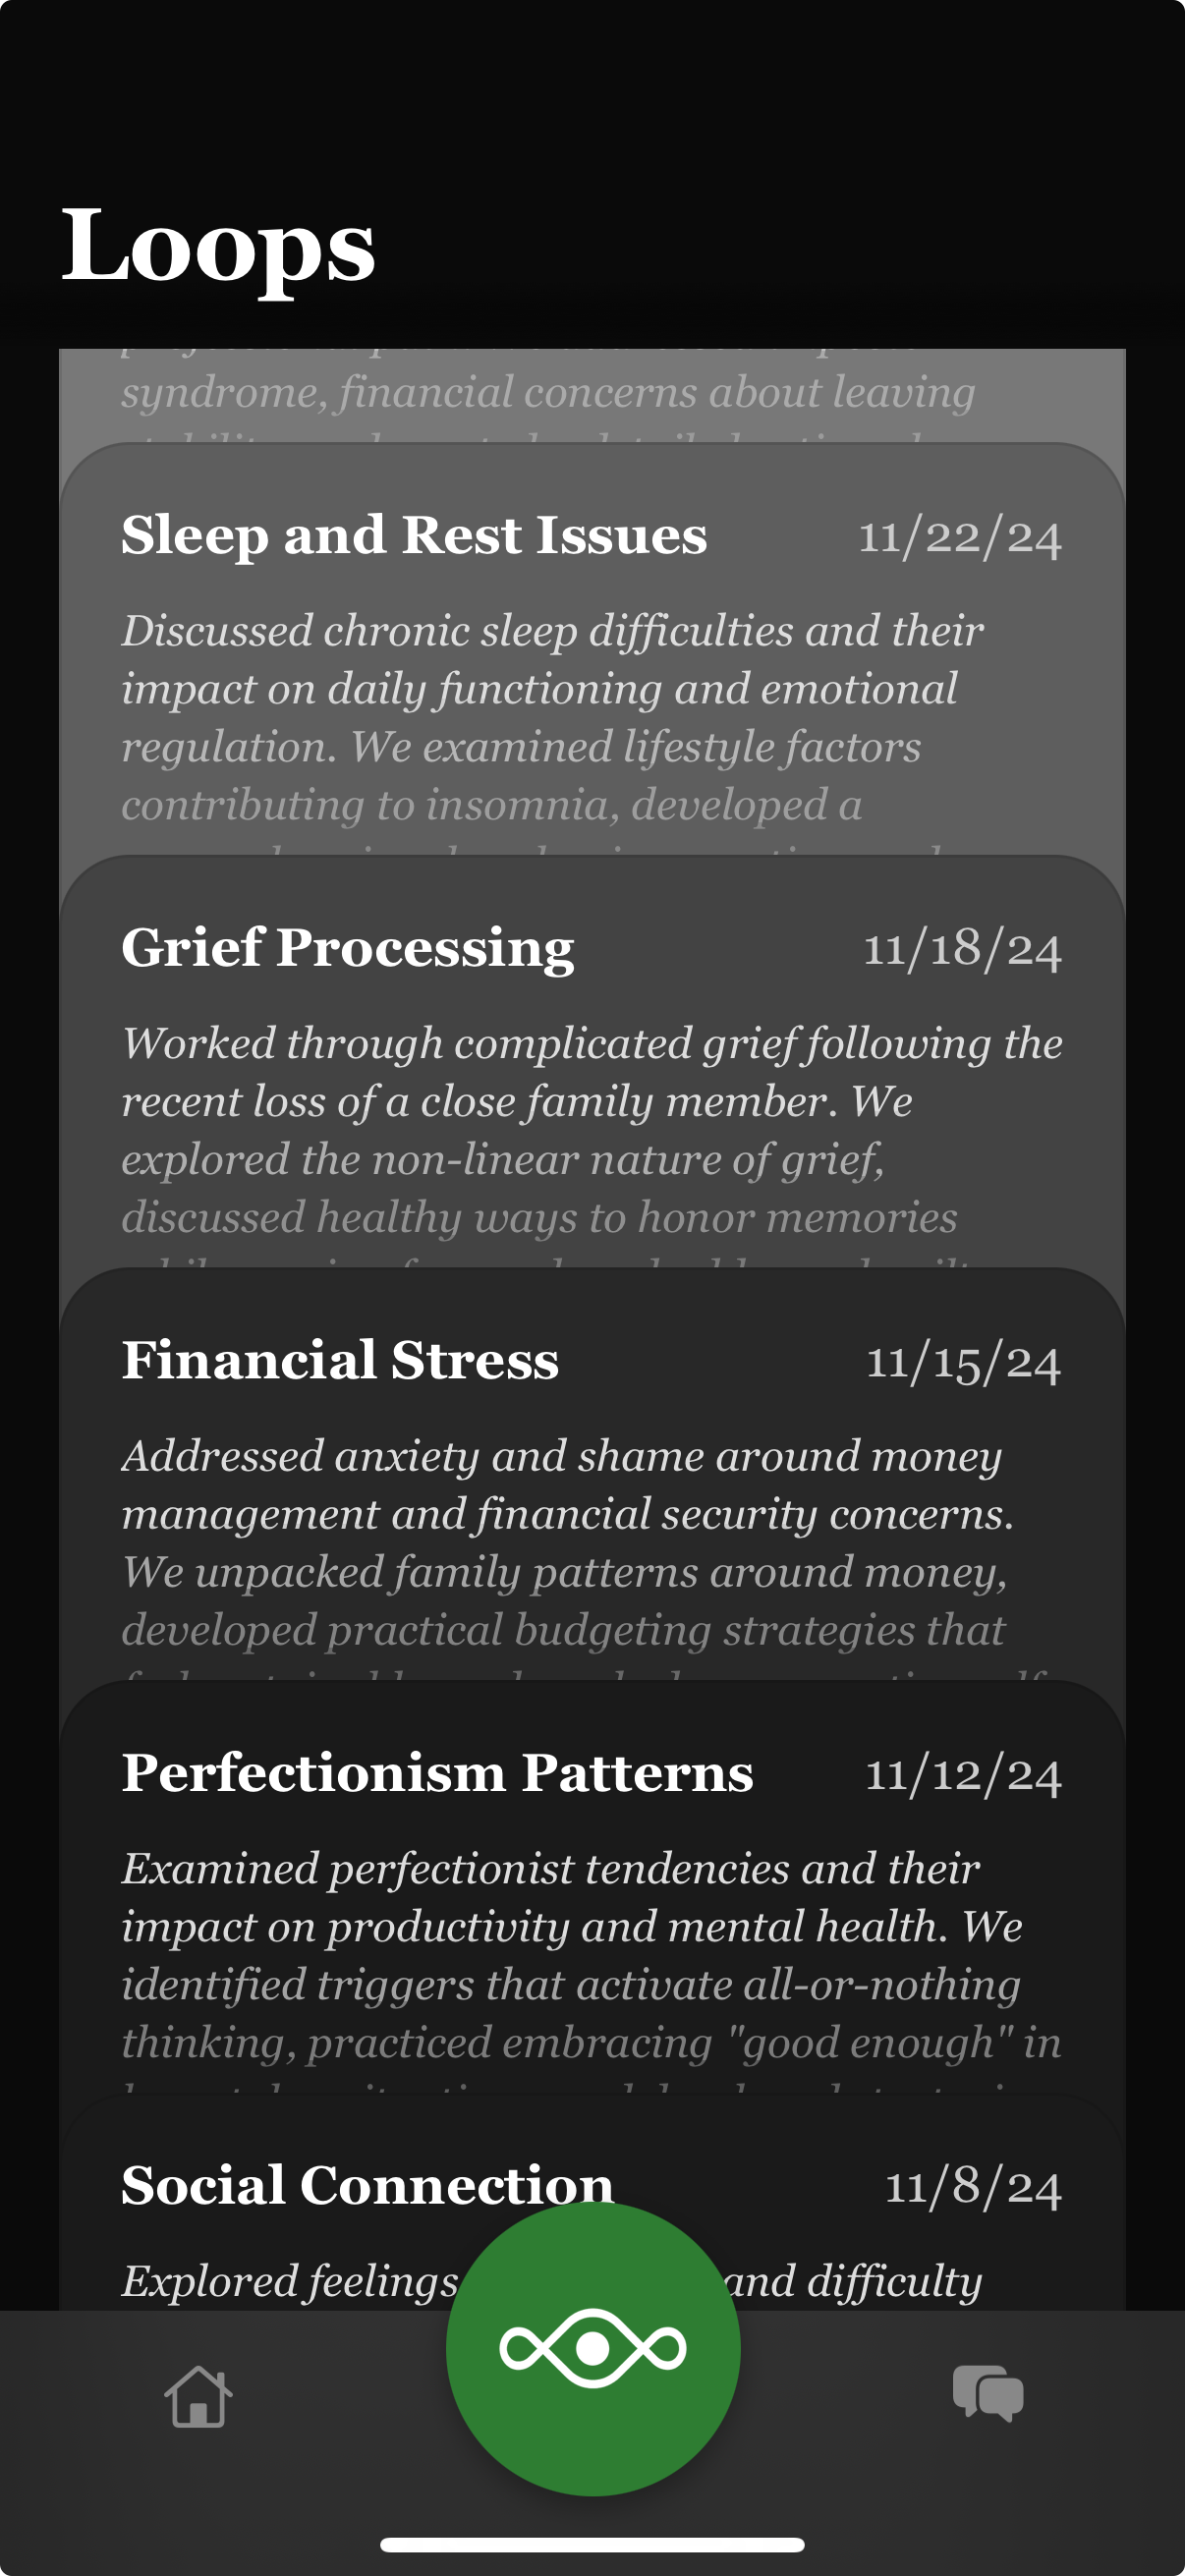 Loops
syndrome, financial concerns about leaving
Sleep and Rest Issues 11/22/24
Discussed chronic sleep difficulties and their
impact on daily functioning and emotional
regulation. We examined lifestyle factors
contributing to insomnia, developed a
Grief Processing 11/18/24
Worked through complicated grief following the
recent loss of a close family member. We
explored the non-linear nature of grief,
discussed healthy ways to honor memories
Financial Stress 11/15/24
Addressed anxiety and shame around money
management and financial security concerns.
We unpacked family patterns around money,
developed practical budgeting strategies that
Perfectionism Patterns 11/12/24
Examined perfectionist tendencies and their
impact on productivity and mental health. We
identified triggers that activate all-or-nothing
thinking, practiced embracing "good enough" in
Social Connection 11/8/24
Explored feelings and difficulty